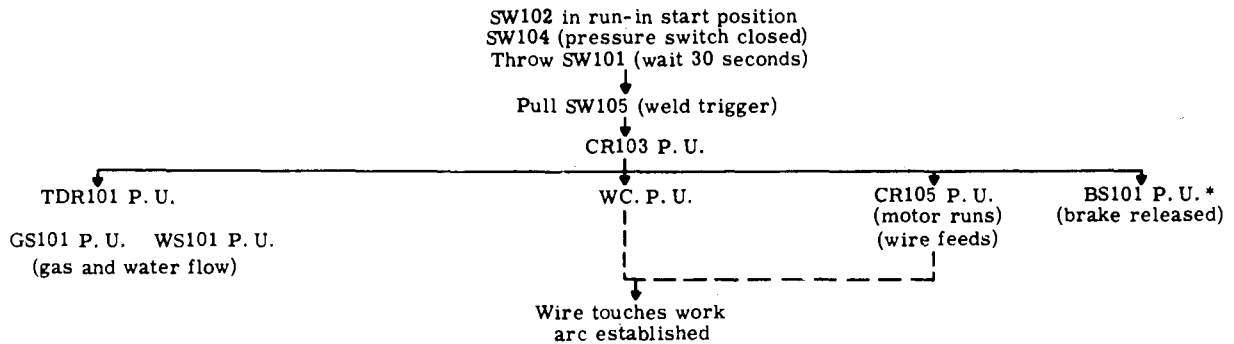 SW102 in run-in start position
SW104 (pressure switch closed)
Throw SW101 (wait 30 seconds)
Pull SW105 (weld trigger)
CR103 P. U.
TDR101 P. U.
WC. P. U.
CR105 P. U.
BS101 P. U. *
(motor runs)
(brake released)
GS101 P. U. WS101 P. U.
(wire feeds)
(gas and water flow)
Wire touches work
arc established